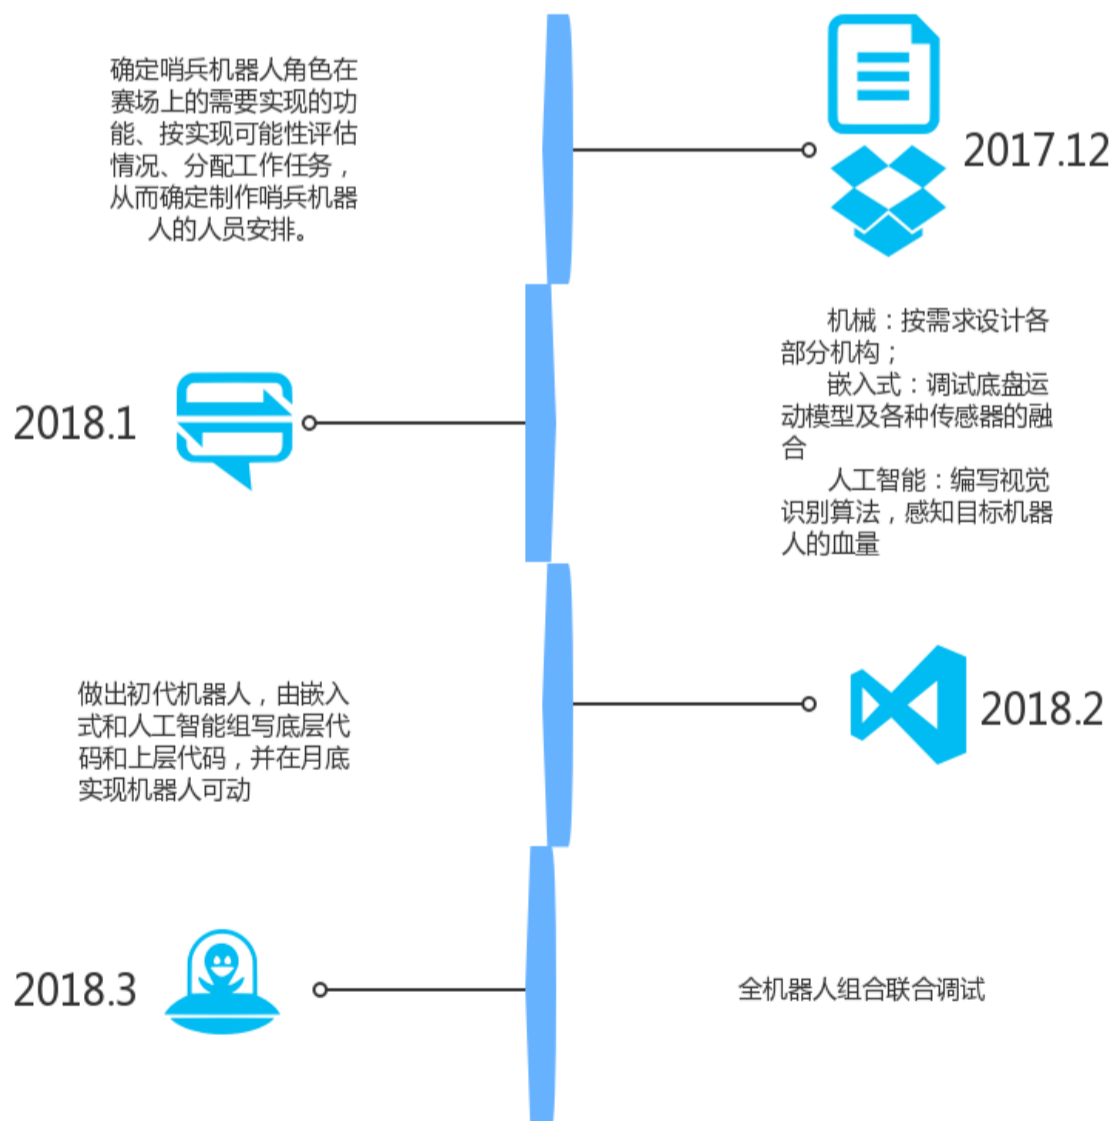 确定哨兵机器人角色在
赛场上的需要实现的功
能、按实现可能性评估
情况、分配工作任务，
从而确定制作哨兵机器
人的人员安排。
2017.12
2018.1
机械：按需求设计各
部分机构；
嵌入式：调试底盘运
动模型及各种传感器的融
合
人工智能：编写视觉
识别算法，感知目标机器
人的血量
做出初代机器人，由嵌入
式和人工智能组写底层代
码和上层代码，并在月底
实现机器人可动
2018.2
2018.3
全机器人组合联合调试